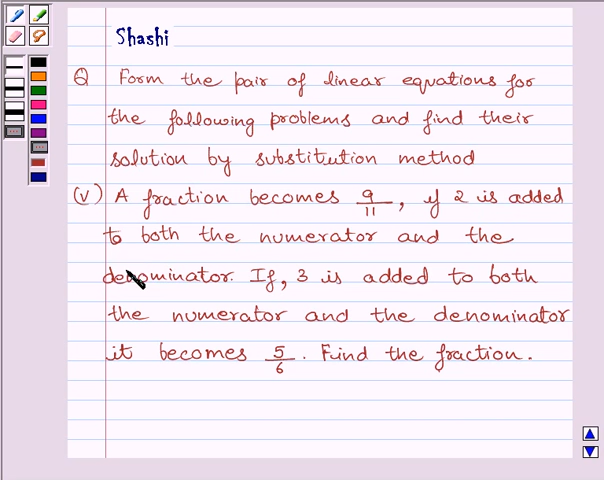 Shashi
Q Form the pair of linear equations for
the following problems and find their
solution by substitution method
(V) A fraction becomes 9/11, if 2 is added
to both the numerator and the
denominator. If, 3 is added to both
the numerator and the denominator
it becomes 5/6. Find the fraction.